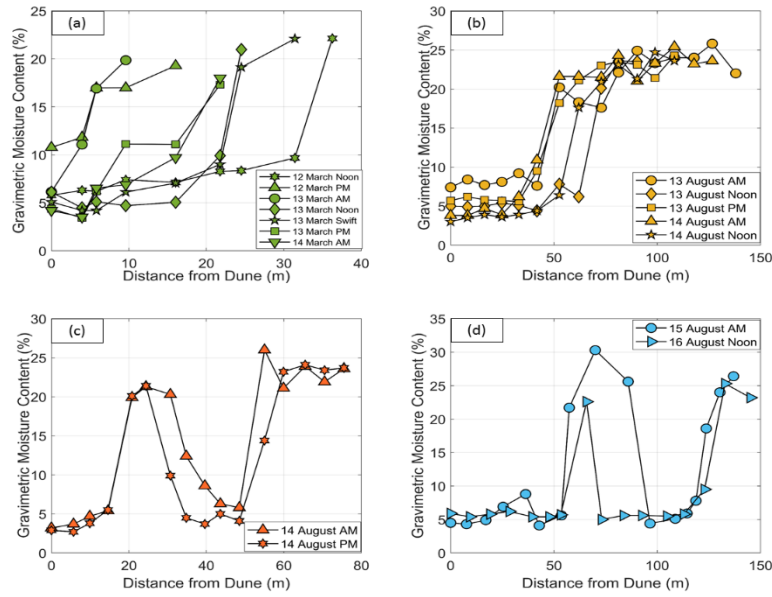 (a)
Gravimetric Moisture Content (%)
25
20
15
10
5
0
12 March Noon
12 March PM
13 March AM
13 March Noon
13 March Swift
13 March PM
14 March AM
0 10 20 30 40
Distance from Dune (m)
(b)
Gravimetric Moisture Content (%)
30
25
20
15
10
5
0
13 August AM
13 August Noon
13 August PM
14 August AM
14 August Noon
0 50 100 150
Distance from Dune (m)
(c)
Gravimetric Moisture Content (%)
30
25
20
15
10
5
0
14 August AM
14 August PM
0 20 40 60 80
Distance from Dune (m)
(d)
Gravimetric Moisture Content (%)
35
30
25
20
15
10
5
0
15 August AM
16 August Noon
0 50 100 150
Distance from Dune (m)